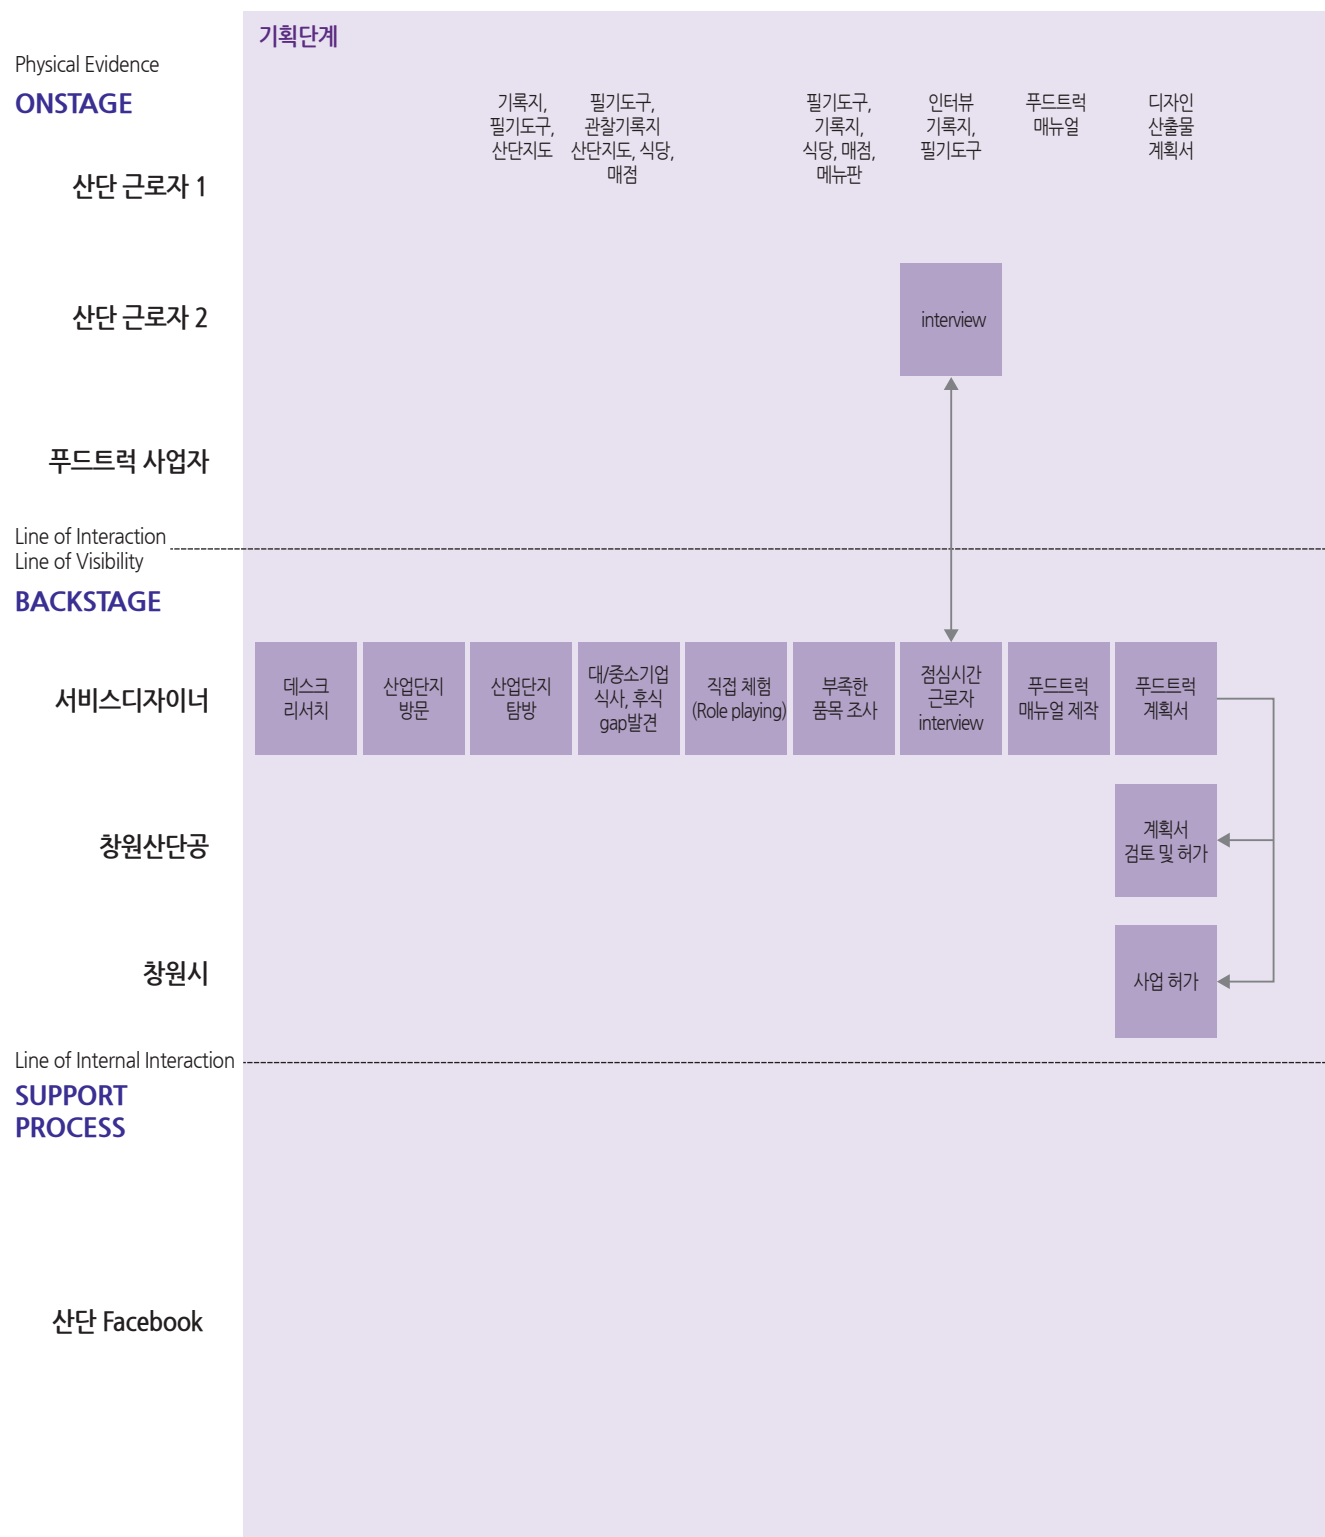 기획단계
Physical Evidence
ONSTAGE
기록지,
필기도구,
산단지도
필기도구,
관찰기록지
산단지도, 식당,
매점
필기도구,
기록지,
식당, 매점,
메뉴판
인터뷰
기록지,
필기도구
푸드트럭
매뉴얼
디자인
산출물
계획서
산단 근로자 1
산단 근로자 2
interview
푸드트럭 사업자
Line of Interaction
Line of Visibility
BACKSTAGE
서비스디자이너
데스크
리서치
산업단지
방문
산업단지
탐방
대/중소기업
식사, 후식
gap발견
직접 체험
(Role playing)
부족한
품목 조사
점심시간
근로자
interview
푸드트럭
매뉴얼 제작
푸드트럭
계획서
창원산단공
계획서
검토 및 허가
창원시
사업 허가
Line of Internal Interaction
SUPPORT
PROCESS
산단 Facebook